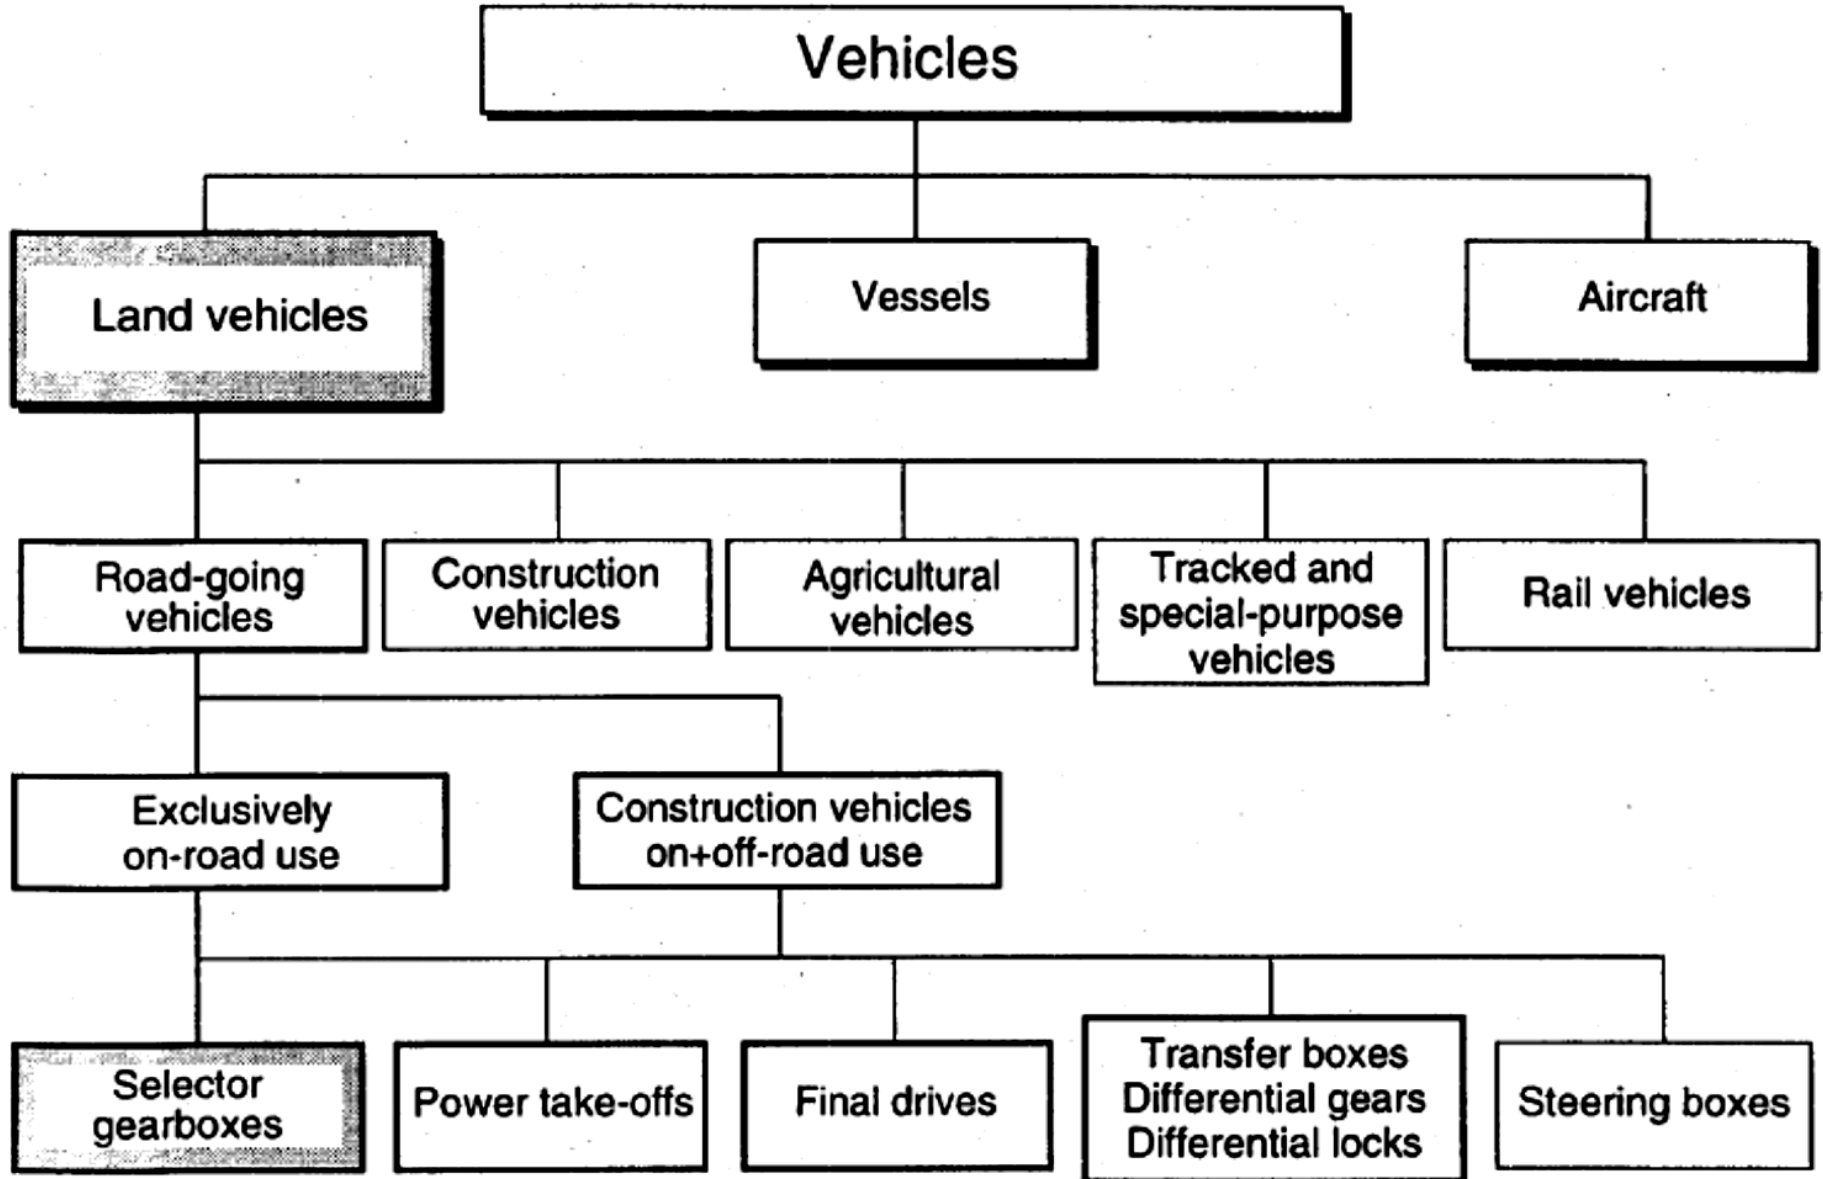 Vehicles
Land vehicles
Vessels
Aircraft
Road-going
vehicles
Construction
vehicles
Agricultural
vehicles
Tracked and
special-purpose
vehicles
Rail vehicles
Exclusively
on-road use
Construction vehicles
on+off-road use
Selector
gearboxes
Power take-offs
Final drives
Transfer boxes
Differential gears
Differential locks
Steering boxes